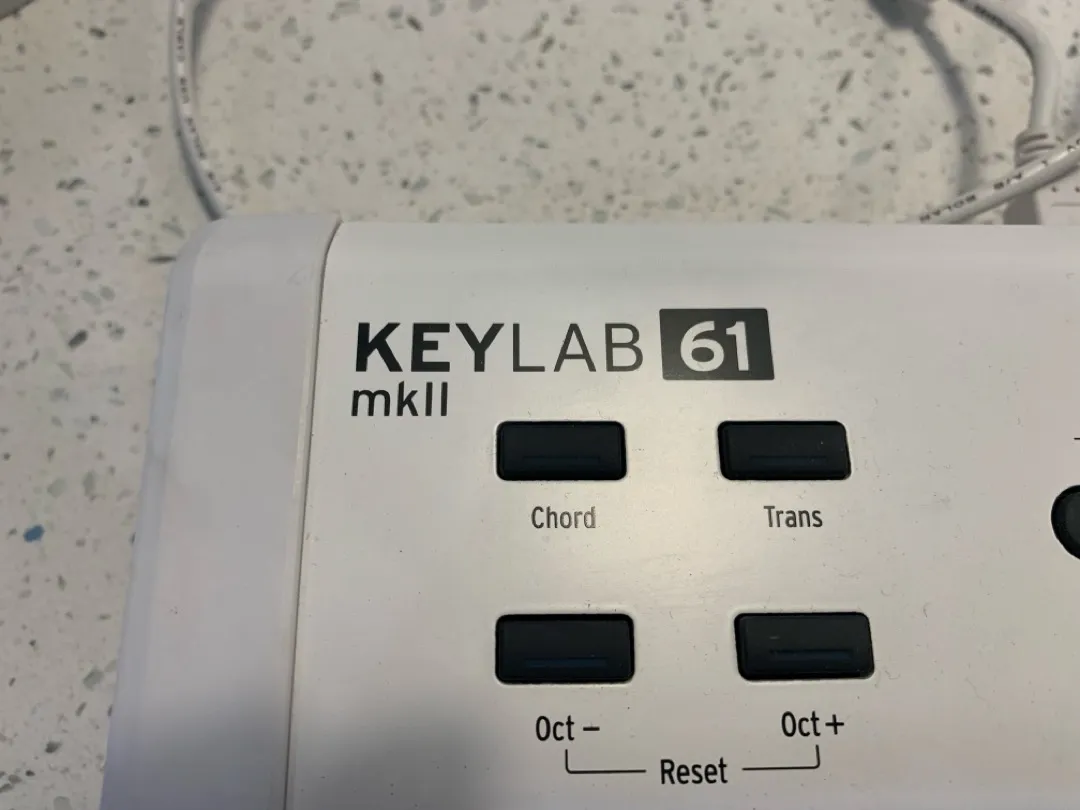 KEYLAB 61
mkII
Chord Trans
Oct – Oct +
Reset